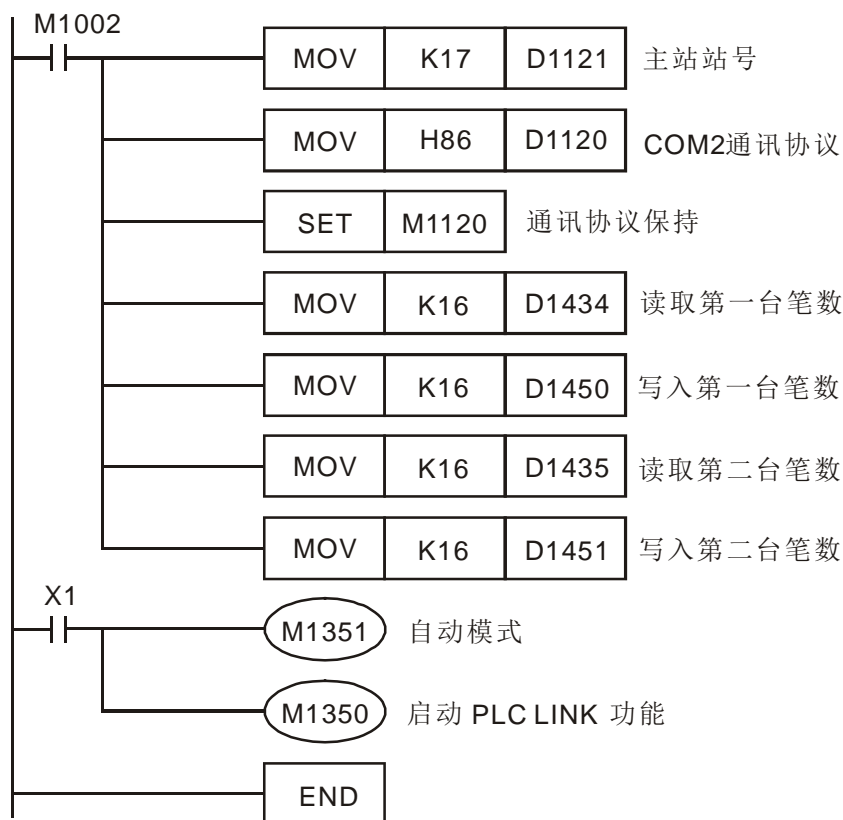 M1002
MOV K17 D1121 主站站号
MOV H86 D1120 COM2通讯协议
SET M1120 通讯协议保持
MOV K16 D1434 读取第一台笔数
MOV K16 D1450 写入第一台笔数
MOV K16 D1435 读取第二台笔数
MOV K16 D1451 写入第二台笔数
X1
M1351 自动模式
M1350 启动 PLC LINK 功能
END